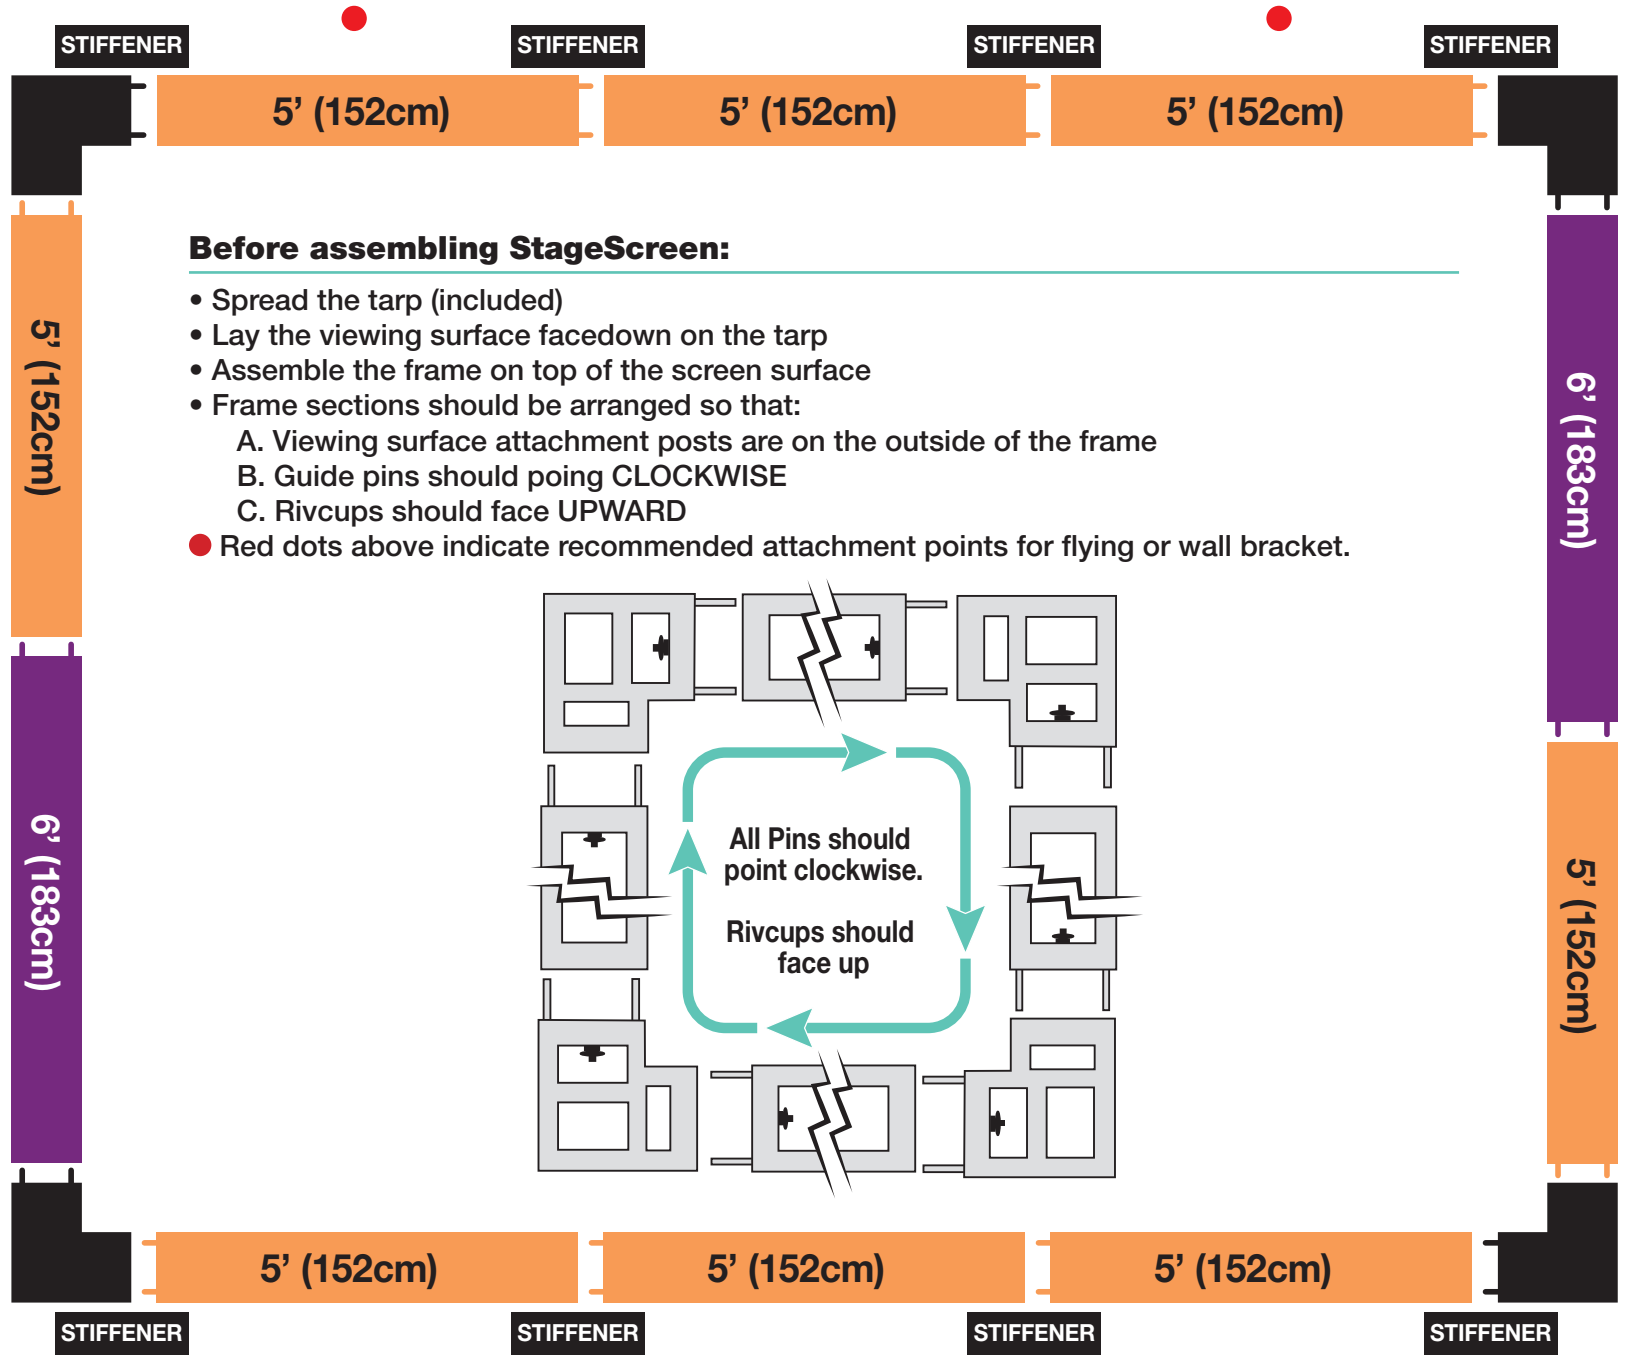 STIFFENER
STIFFENER
STIFFENER
STIFFENER
5’ (152cm)
5’ (152cm)
5’ (152cm)
Before assembling StageScreen:
• Spread the tarp (included)
• Lay the viewing surface facedown on the tarp
• Assemble the frame on top of the screen surface
• Frame sections should be arranged so that:
A. Viewing surface attachment posts are on the outside of the frame
B. Guide pins should poing CLOCKWISE
C. Rivcups should face UPWARD
Red dots above indicate recommended attachment points for flying or wall bracket.
5’ (152cm)
6’ (183cm)
6’ (183cm)
5’ (152cm)
All Pins should
point clockwise.
Rivcups should
face up
5’ (152cm)
5’ (152cm)
5’ (152cm)
STIFFENER
STIFFENER
STIFFENER
STIFFENER